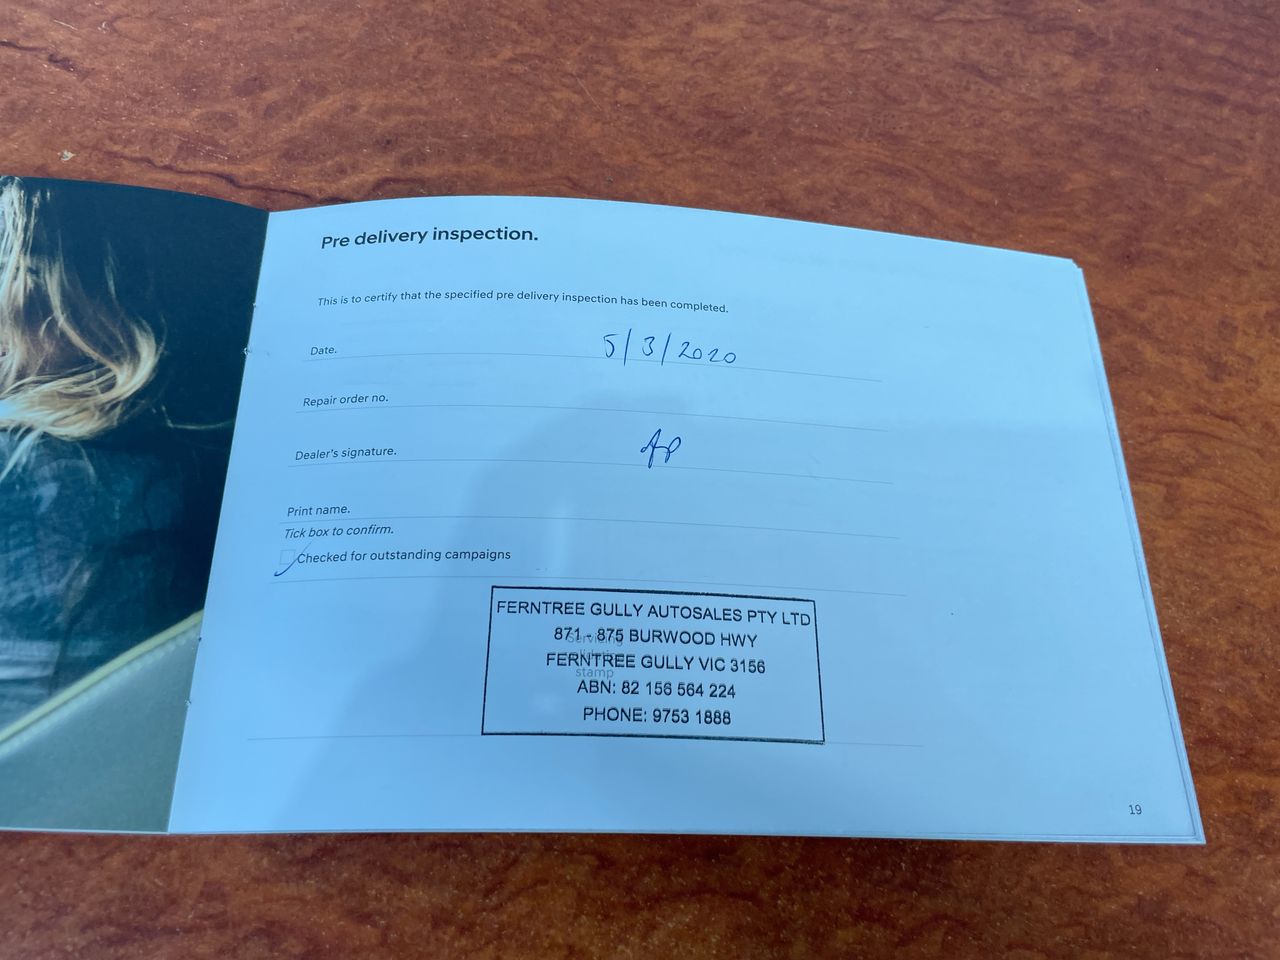 Pre delivery inspection.
This is to certify that the specified pre delivery inspection has been completed.
Date. 5/3/2020
Repair order no.
Dealer's signature. AP
Print name.
Tick box to confirm.
Checked for outstanding campaigns
FERNTREE GULLY AUTOSALES PTY LTD
871 - 875 BURWOOD HWY
Servicing
FERNTREE GULLY VIC 3156
stamp
ABN: 82 156 564 224
PHONE: 9753 1888
19